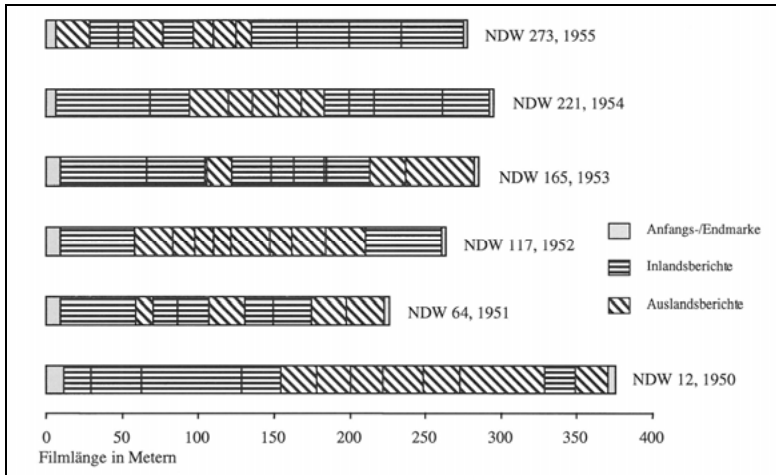 NDW 273, 1955
NDW 221, 1954
NDW 165, 1953
NDW 117, 1952
NDW 64, 1951
NDW 12, 1950
Anfangs-/Endmarke
Inlandsberichte
Auslandsberichte
0 50 100 150 200 250 300 350 400
Filmlänge in Metern